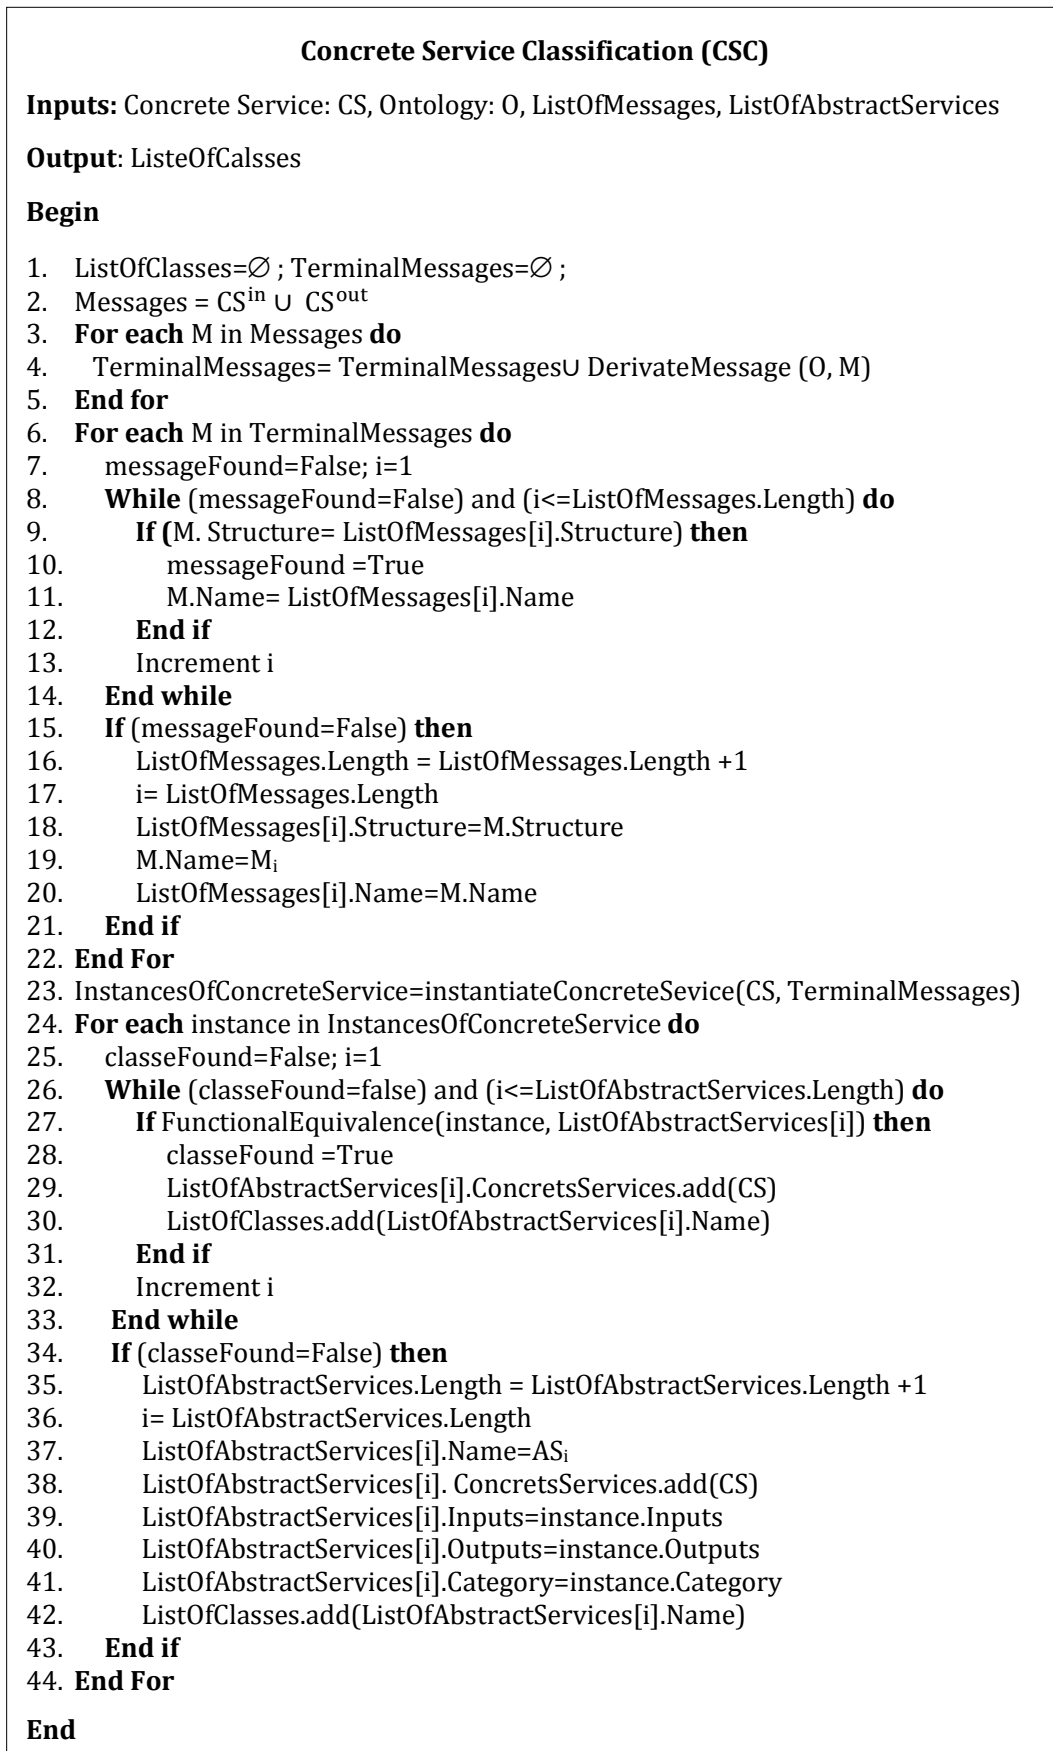 Concrete Service Classification (CSC)
Inputs: Concrete Service: CS, Ontology: O, ListOfMessages, ListOfAbstractServices
Output: ListeOfCalsses
Begin
1. ListOfClasses=∅ ; TerminalMessages=∅ ;
2. Messages = CSⁱⁿ ∪ CSᵒᵘᵗ
3. For each M in Messages do
4. TerminalMessages= TerminalMessages∪ DerivateMessage (O, M)
5. End for
6. For each M in TerminalMessages do
7. messageFound=False; i=1
8. While (messageFound=False) and (i<=ListOfMessages.Length) do
9. If (M. Structure= ListOfMessages[i].Structure) then
10. messageFound =True
11. M.Name= ListOfMessages[i].Name
12. End if
13. Increment i
14. End while
15. If (messageFound=False) then
16. ListOfMessages.Length = ListOfMessages.Length +1
17. i= ListOfMessages.Length
18. ListOfMessages[i].Structure=M.Structure
19. M.Name=Mᵢ
20. ListOfMessages[i].Name=M.Name
21. End if
22. End For
23. InstancesOfConcreteService=instantiateConcreteSevice(CS, TerminalMessages)
24. For each instance in InstancesOfConcreteService do
25. classeFound=False; i=1
26. While (classeFound=false) and (i<=ListOfAbstractServices.Length) do
27. If FunctionalEquivalence(instance, ListOfAbstractServices[i]) then
28. classeFound =True
29. ListOfAbstractServices[i].ConcretsServices.add(CS)
30. ListOfClasses.add(ListOfAbstractServices[i].Name)
31. End if
32. Increment i
33. End while
34. If (classeFound=False) then
35. ListOfAbstractServices.Length = ListOfAbstractServices.Length +1
36. i= ListOfAbstractServices.Length
37. ListOfAbstractServices[i].Name=ASᵢ
38. ListOfAbstractServices[i]. ConcretsServices.add(CS)
39. ListOfAbstractServices[i].Inputs=instance.Inputs
40. ListOfAbstractServices[i].Outputs=instance.Outputs
41. ListOfAbstractServices[i].Category=instance.Category
42. ListOfClasses.add(ListOfAbstractServices[i].Name)
43. End if
44. End For
End